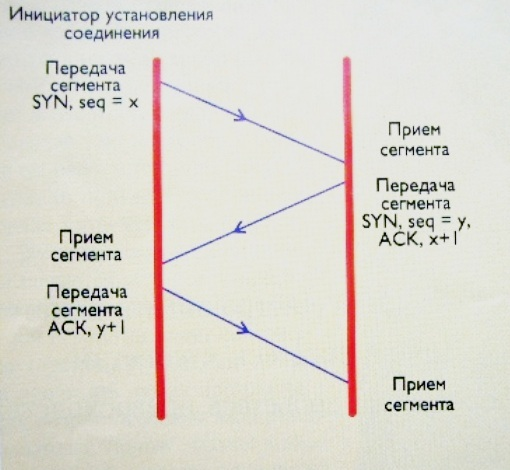 Инициатор установления
соединения
Передача
сегмента
SYN, seq = x
Прием
сегмента
Передача
сегмента
SYN, seq = y,
ACK, x+1
Прием
сегмента
Передача
сегмента
ACK, y+1
Прием
сегмента